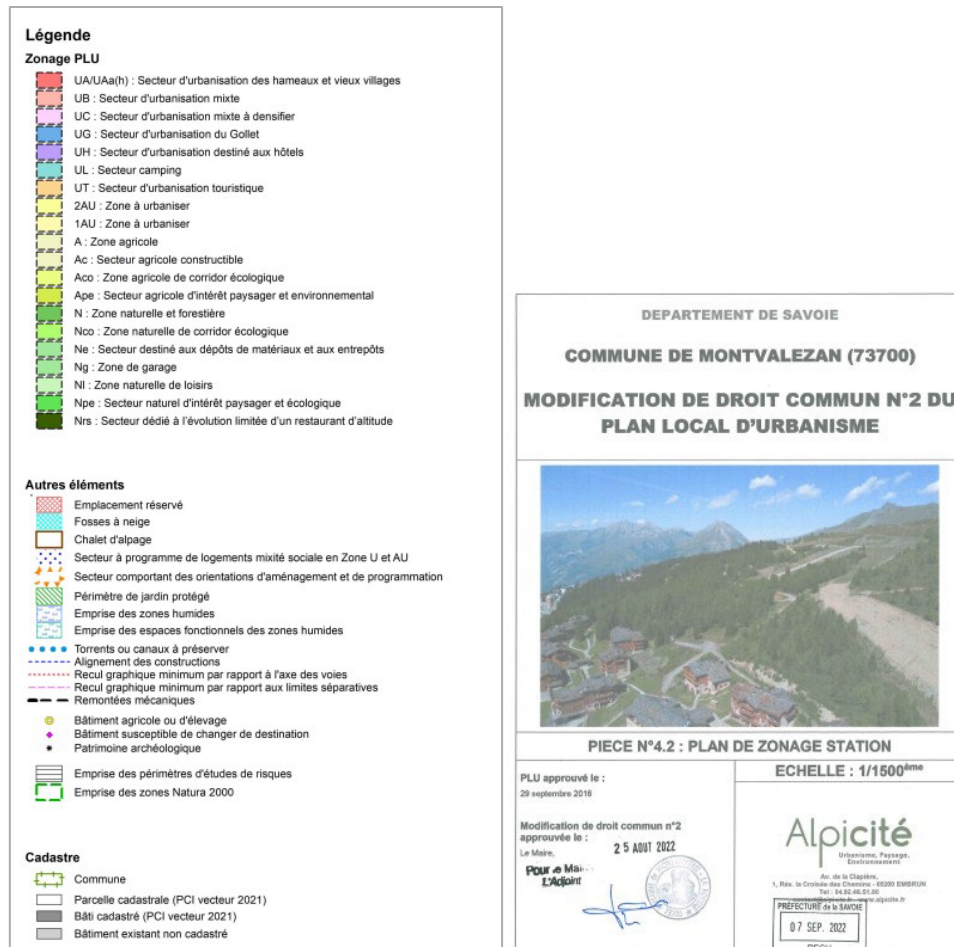 Légende
Zonage PLU
UA/UAa(h) : Secteur d'urbanisation des hameaux et vieux villages
UB : Secteur d'urbanisation mixte
UC : Secteur d'urbanisation mixte à densifier
UG : Secteur d'urbanisation du Gollet
UH : Secteur d'urbanisation destiné aux hôtels
UL : Secteur camping
UT : Secteur d'urbanisation touristique
2AU : Zone à urbaniser
1AU : Zone à urbaniser
A : Zone agricole
Ac : Secteur agricole constructible
Aco : Zone agricole de corridor écologique
Ape : Secteur agricole d'intérêt paysager et environnemental
N : Zone naturelle et forestière
Nco : Zone naturelle de corridor écologique
Ne : Secteur destiné aux dépôts de matériaux et aux entrepôts
Ng : Zone de garage
Nl : Zone naturelle de loisirs
Npe : Secteur naturel d'intérêt paysager et écologique
Nrs : Secteur dédié à l'évolution limitée d'un restaurant d'altitude
Autres éléments
Emplacement réservé
Fosses à neige
Chalet d'alpage
Secteur à programme de logements mixité sociale en Zone U et AU
Secteur comportant des orientations d'aménagement et de programmation
Périmètre de jardin protégé
Emprise des zones humides
Emprise des espaces fonctionnels des zones humides
Torrents ou canaux à préserver
Alignement des constructions
Recul graphique minimum par rapport à l'axe des voies
Recul graphique minimum par rapport aux limites séparatives
Remontées mécaniques
Bâtiment agricole ou d'élevage
Bâtiment susceptible de changer de destination
Patrimoine archéologique
Emprise des périmètres d'études de risques
Emprise des zones Natura 2000
Cadastre
Commune
Parcelle cadastrale (PCI vecteur 2021)
Bâti cadastré (PCI vecteur 2021)
Bâtiment existant non cadastré
DEPARTEMENT DE SAVOIE
COMMUNE DE MONTVALEZAN (73700)
MODIFICATION DE DROIT COMMUN N°2 DU
PLAN LOCAL D'URBANISME
PIECE N°4.2 : PLAN DE ZONAGE STATION
PLU approuvé le :
29 septembre 2016
Modification de droit commun n°2
approuvée le :
25 AOUT 2022
Le Maire,
Pour le Mai
L'Adjoint
ECHELLE : 1/1500ème
Alpicité
Urbanisme, Paysage,
Environnement
Av. de la Clapière,
1, Rés. la Croisée des Chemins - 05200 EMBRUN
Tel : 04.92.46.51.80
PRÉFECTURE de la SAVOIE
07 SEP. 2022